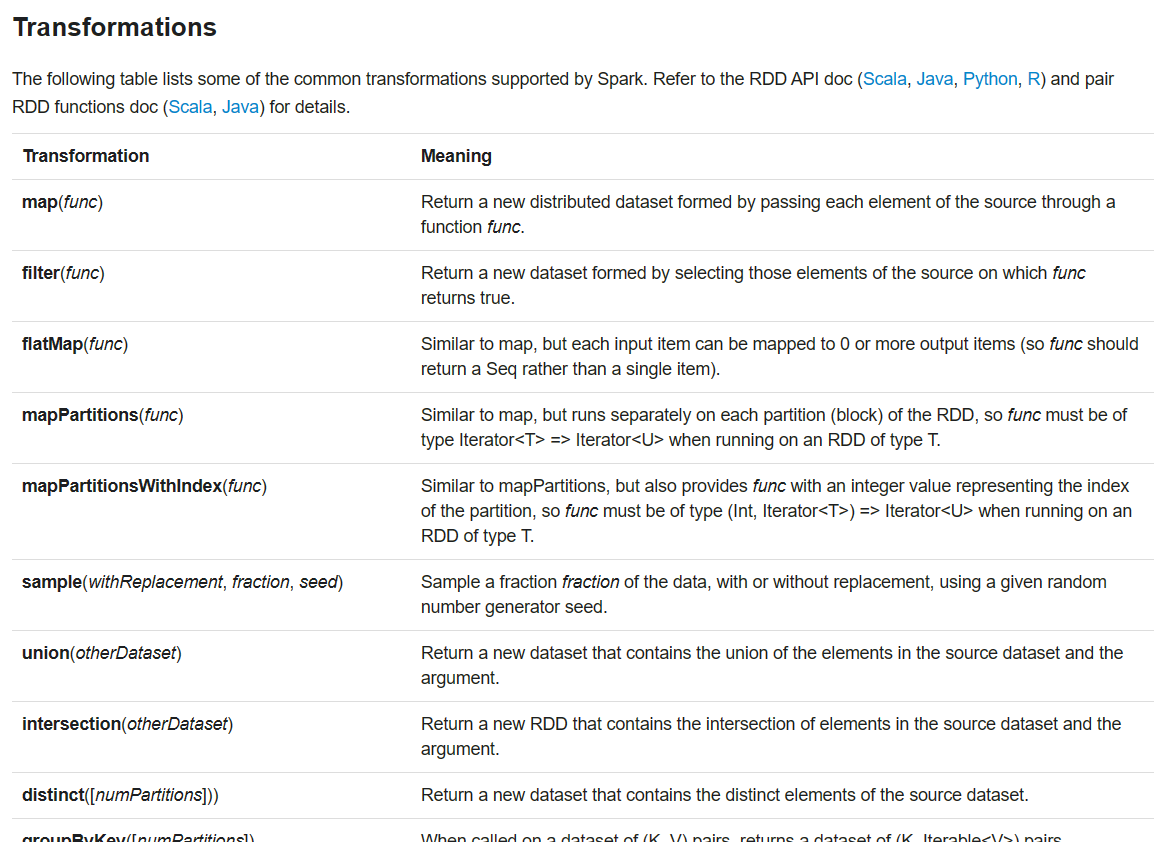 Transformations
The following table lists some of the common transformations supported by Spark. Refer to the RDD API doc (Scala, Java, Python, R) and pair
RDD functions doc (Scala, Java) for details.
Transformation Meaning
map(func) Return a new distributed dataset formed by passing each element of the source through a
function func.
filter(func) Return a new dataset formed by selecting those elements of the source on which func
returns true.
flatMap(func) Similar to map, but each input item can be mapped to 0 or more output items (so func should
return a Seq rather than a single item).
mapPartitions(func) Similar to map, but runs separately on each partition (block) of the RDD, so func must be of
type Iterator<T> => Iterator<U> when running on an RDD of type T.
mapPartitionsWithIndex(func) Similar to mapPartitions, but also provides func with an integer value representing the index
of the partition, so func must be of type (Int, Iterator<T>) => Iterator<U> when running on an
RDD of type T.
sample(withReplacement, fraction, seed) Sample a fraction fraction of the data, with or without replacement, using a given random
number generator seed.
union(otherDataset) Return a new dataset that contains the union of the elements in the source dataset and the
argument.
intersection(otherDataset) Return a new RDD that contains the intersection of elements in the source dataset and the
argument.
distinct([numPartitions])) Return a new dataset that contains the distinct elements of the source dataset.
groupByKey([numPartitions]) When called on a dataset of (K, V) pairs, returns a dataset of (K, Iterable<V>) pairs.